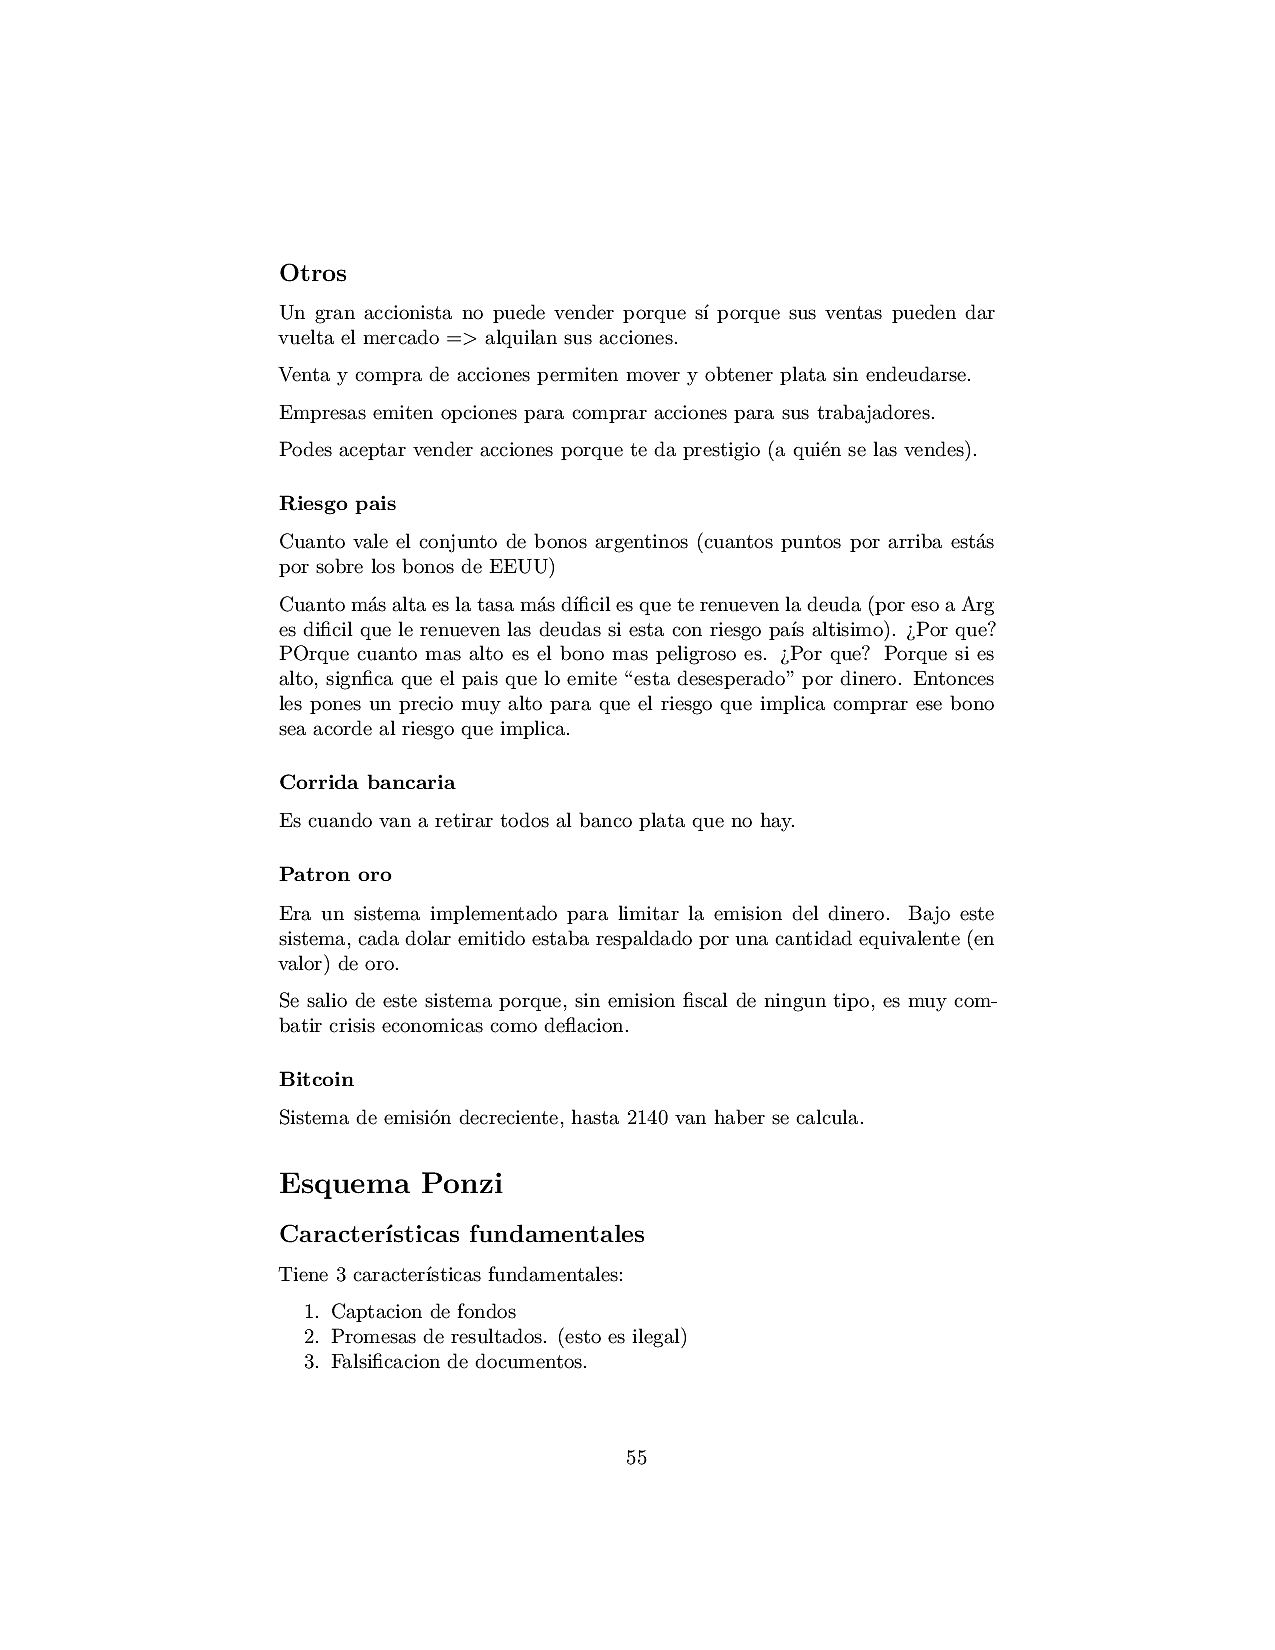 Otros
Un gran accionista no puede vender porque sí porque sus ventas pueden dar
vuelta el mercado => alquilan sus acciones.
Venta y compra de acciones permiten mover y obtener plata sin endeudarse.
Empresas emiten opciones para comprar acciones para sus trabajadores.
Podes aceptar vender acciones porque te da prestigio (a quién se las vendes).
Riesgo pais
Cuanto vale el conjunto de bonos argentinos (cuantos puntos por arriba estás
por sobre los bonos de EEUU)
Cuanto más alta es la tasa más díficil es que te renueven la deuda (por eso a Arg
es dificil que le renueven las deudas si esta con riesgo país altisimo). ¿Por que?
POrque cuanto mas alto es el bono mas peligroso es. ¿Por que? Porque si es
alto, signfica que el pais que lo emite “esta desesperado” por dinero. Entonces
les pones un precio muy alto para que el riesgo que implica comprar ese bono
sea acorde al riesgo que implica.
Corrida bancaria
Es cuando van a retirar todos al banco plata que no hay.
Patron oro
Era un sistema implementado para limitar la emision del dinero. Bajo este
sistema, cada dolar emitido estaba respaldado por una cantidad equivalente (en
valor) de oro.
Se salio de este sistema porque, sin emision fiscal de ningun tipo, es muy com-
batir crisis economicas como deflacion.
Bitcoin
Sistema de emisión decreciente, hasta 2140 van haber se calcula.
Esquema Ponzi
Características fundamentales
Tiene 3 características fundamentales:
1. Captacion de fondos
2. Promesas de resultados. (esto es ilegal)
3. Falsificacion de documentos.
55